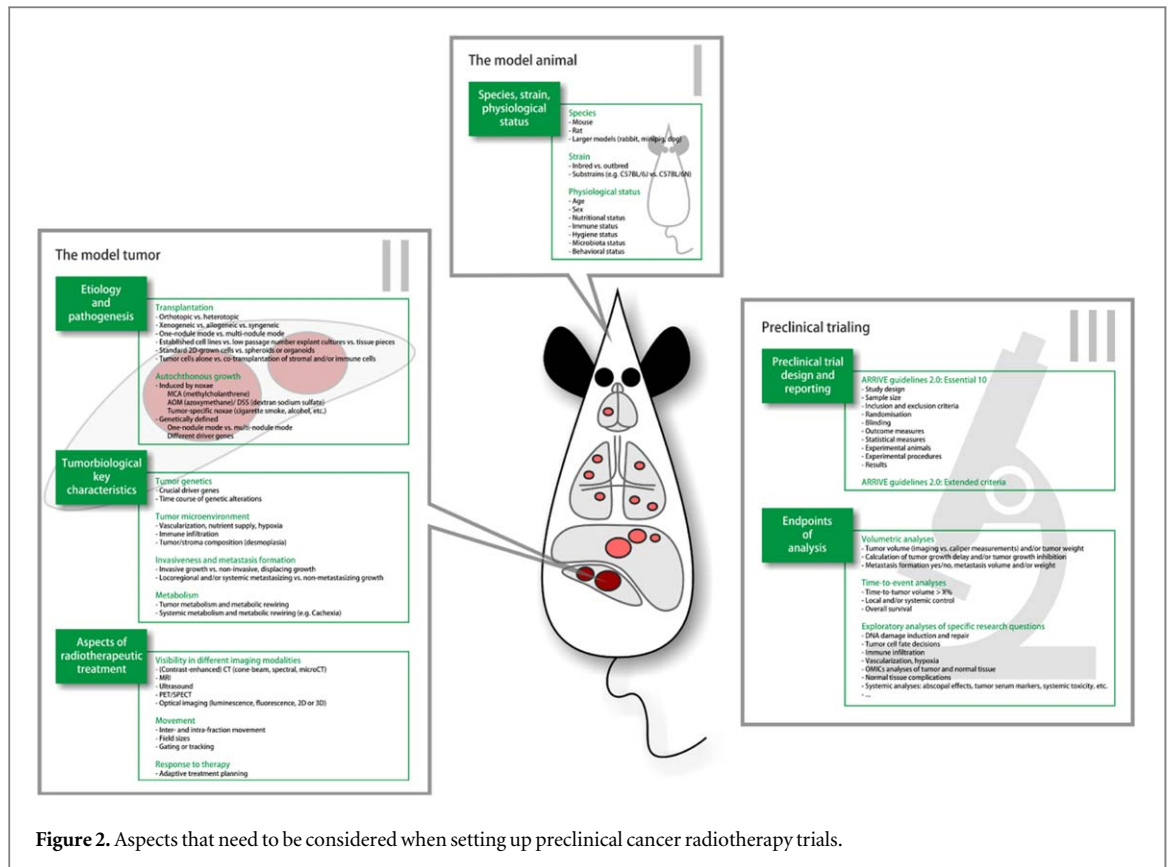 The model animal
I
Species, strain,
physiological
status
Species
- Mouse
- Rat
- Larger models (rabbit, minipig, dog)
Strain
- Inbred vs. outbred
- Substrains (e.g. C57BL/6J vs. C57BL/6N)
Physiological status
- Age
- Sex
- Nutritional status
- Immune status
- Hygiene status
- Microbiota status
- Behavioral status
The model tumor
II
Etiology
and
pathogenesis
Transplantation
- Orthotopic vs. heterotopic
- Xenogeneic vs. allogeneic vs. syngeneic
- One-nodule mode vs. multi-nodule mode
- Established cell lines vs. low passage number explant cultures vs. tissue pieces
- Standard 2D-grown cells vs. spheroids or organoids
- Tumor cells alone vs. co-transplantation of stromal and/or immune cells
Autochthonous growth
- Induced by noxae
MCA (methylcholanthrene)
AOM (azoxymethane)/ DSS (dextran sodium sulfate)
Tumor-specific noxae (cigarette smoke, alcohol, etc.)
- Genetically defined
One-nodule mode vs. multi-nodule mode
Different driver genes
Tumorbiological
key
characteristics
Tumor genetics
- Crucial driver genes
- Time course of genetic alterations
Tumor microenvironment
- Vascularization, nutrient supply, hypoxia
- Immune infiltration
- Tumor/stroma composition (desmoplasia)
Invasiveness and metastasis formation
- Invasive growth vs. non-invasive, displacing growth
- Locoregional and/or systemic metastasizing vs. non-metastasizing growth
Metabolism
- Tumor metabolism and metabolic rewiring
- Systemic metabolism and metabolic rewiring (e.g. Cachexia)
Aspects of
radiotherapeutic
treatment
Visibility in different imaging modalities
- (Contrast-enhanced) CT (cone-beam, spectral, microCT)
- MRI
- Ultrasound
- PET/SPECT
- Optical imaging (luminescence, fluorescence, 2D or 3D)
Movement
- Inter- and intra-fraction movement
- Field sizes
- Gating or tracking
Response to therapy
- Adaptive treatment planning
Preclinical trialing
III
Preclinical trial
design and
reporting
ARRIVE guidelines 2.0: Essential 10
- Study design
- Sample size
- Inclusion and exclusion criteria
- Randomisation
- Blinding
- Outcome measures
- Statistical measures
- Experimental animals
- Experimental procedures
- Results
ARRIVE guidelines 2.0: Extended criteria
Endpoints
of
analysis
Volumetric analyses
- Tumor volume (imaging vs. caliper measurements) and/or tumor weight
- Calculation of tumor growth delay and/or tumor growth inhibition
- Metastasis formation yes/no, metastasis volume and/or weight
Time-to-event analyses
- Time-to-tumor volume > X%
- Local and/or systemic control
- Overall survival
Exploratory analyses of specific research questions
- DNA damage induction and repair
- Tumor cell fate decisions
- Immune infiltration
- Vascularization, hypoxia
- OMICs analyses of tumor and normal tissue
- Normal tissue complications
- Systemic analyses: abscopal effects, tumor serum markers, systemic toxicity, etc.
- ...
Figure 2. Aspects that need to be considered when setting up preclinical cancer radiotherapy trials.